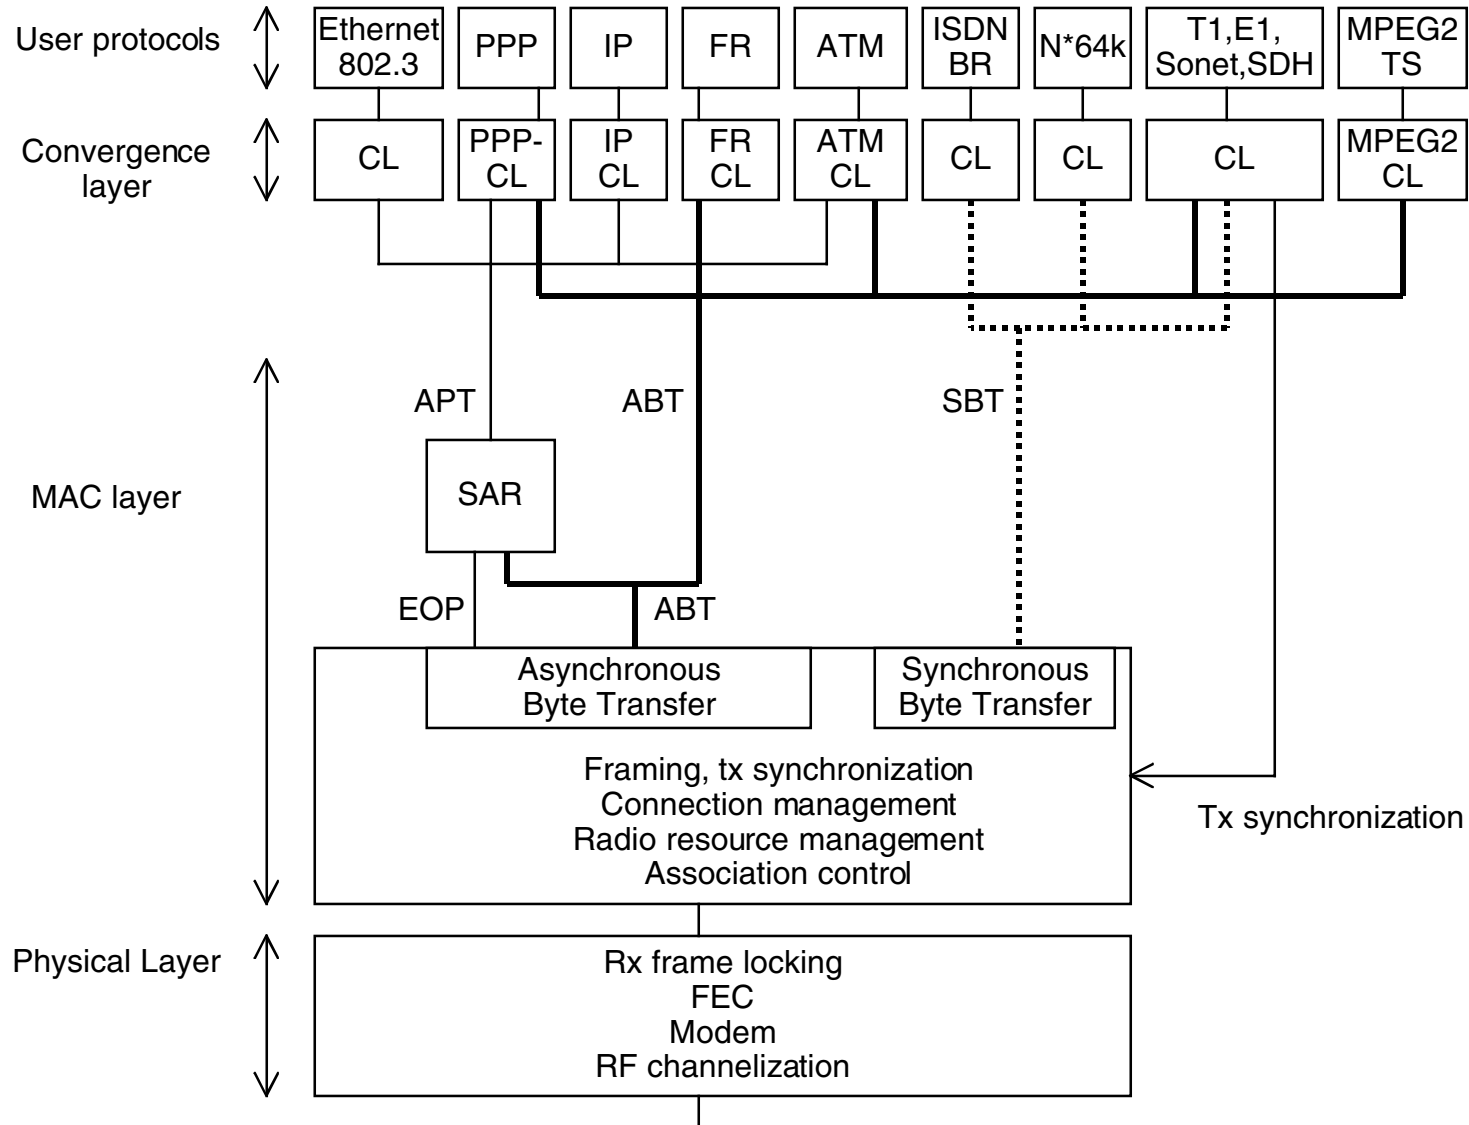 User protocols
Ethernet
802.3
PPP
IP
FR
ATM
ISDN
BR
N*64k
T1,E1,
Sonet,SDH
MPEG2
TS
Convergence
layer
CL
PPP-
CL
IP
CL
FR
CL
ATM
CL
CL
CL
CL
MPEG2
CL
MAC layer
APT
ABT
SBT
SAR
EOP
ABT
Asynchronous
Byte Transfer
Synchronous
Byte Transfer
Framing, tx synchronization
Connection management
Radio resource management
Association control
Tx synchronization
Physical Layer
Rx frame locking
FEC
Modem
RF channelization